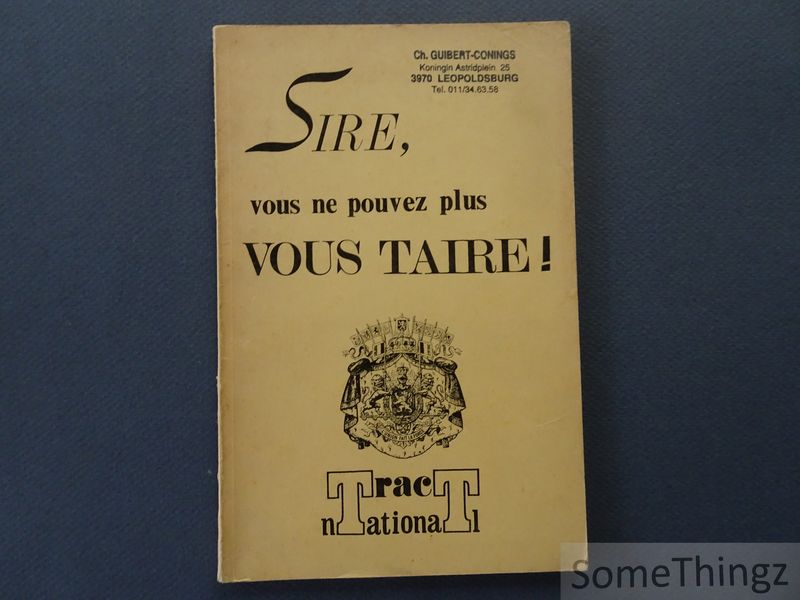 Ch. GUIBERT-CONINGS
Koningin Astridplein 25
3970 LEOPOLDSBURG
Tel. 011/34.63.58
SIRE,
vous ne pouvez plus
VOUS TAIRE!
TracT
naTionaTl
SomeThingz